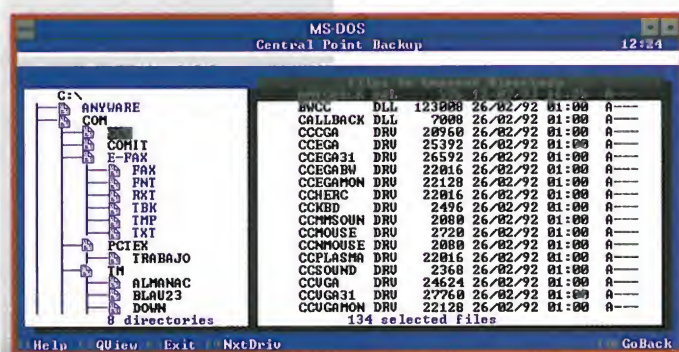 MS-DOS
Central Point Backup 12:24
C:\
ANYWARE
COM
COMIT
E-FAX
FAX
FNT
RXT
TBK
TMP
TXT
PCTEX
TRABAJO
TM
ALMANAC
BLAU23
DOWN
8 directories
Files in Current Directory
BWCC DLL 123008 26/02/92 01:00 A---
CALLBACK DLL 7008 26/02/92 01:00 A---
CCCGA DRV 20960 26/02/92 01:00 A---
CCEGA DRV 25392 26/02/92 01:00 A---
CCEGA31 DRV 26592 26/02/92 01:00 A---
CCEGABW DRV 22016 26/02/92 01:00 A---
CCEGAMON DRV 22128 26/02/92 01:00 A---
CCHERC DRV 22016 26/02/92 01:00 A---
CCKBD DRV 2496 26/02/92 01:00 A---
CCMMSOUN DRV 2080 26/02/92 01:00 A---
CCMOUSE DRV 2720 26/02/92 01:00 A---
CCNMOUSE DRV 2080 26/02/92 01:00 A---
CCPLASMA DRV 22016 26/02/92 01:00 A---
CCSOUND DRV 2368 26/02/92 01:00 A---
CCVGA DRV 24624 26/02/92 01:00 A---
CCVGA31 DRV 27760 26/02/92 01:00 A---
CCVGAMON DRV 22128 26/02/92 01:00 A---
134 selected files
Help QView Exit NxtDriv GoBack